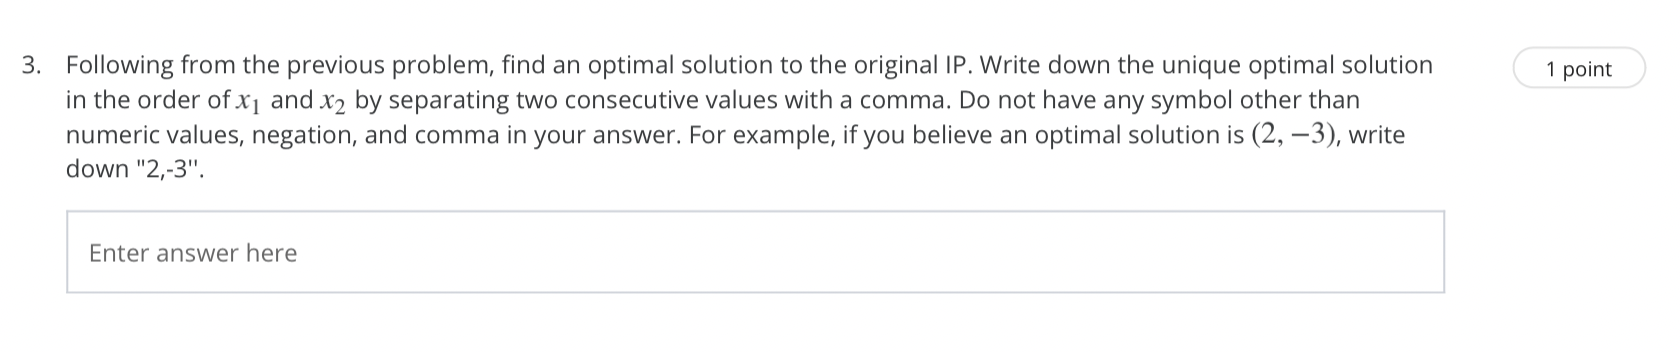 3. Following from the previous problem, find an optimal solution to the original IP. Write down the unique optimal solution
1 point
in the order of x₁ and x₂ by separating two consecutive values with a comma. Do not have any symbol other than
numeric values, negation, and comma in your answer. For example, if you believe an optimal solution is (2, −3), write
down "2,-3".
Enter answer here